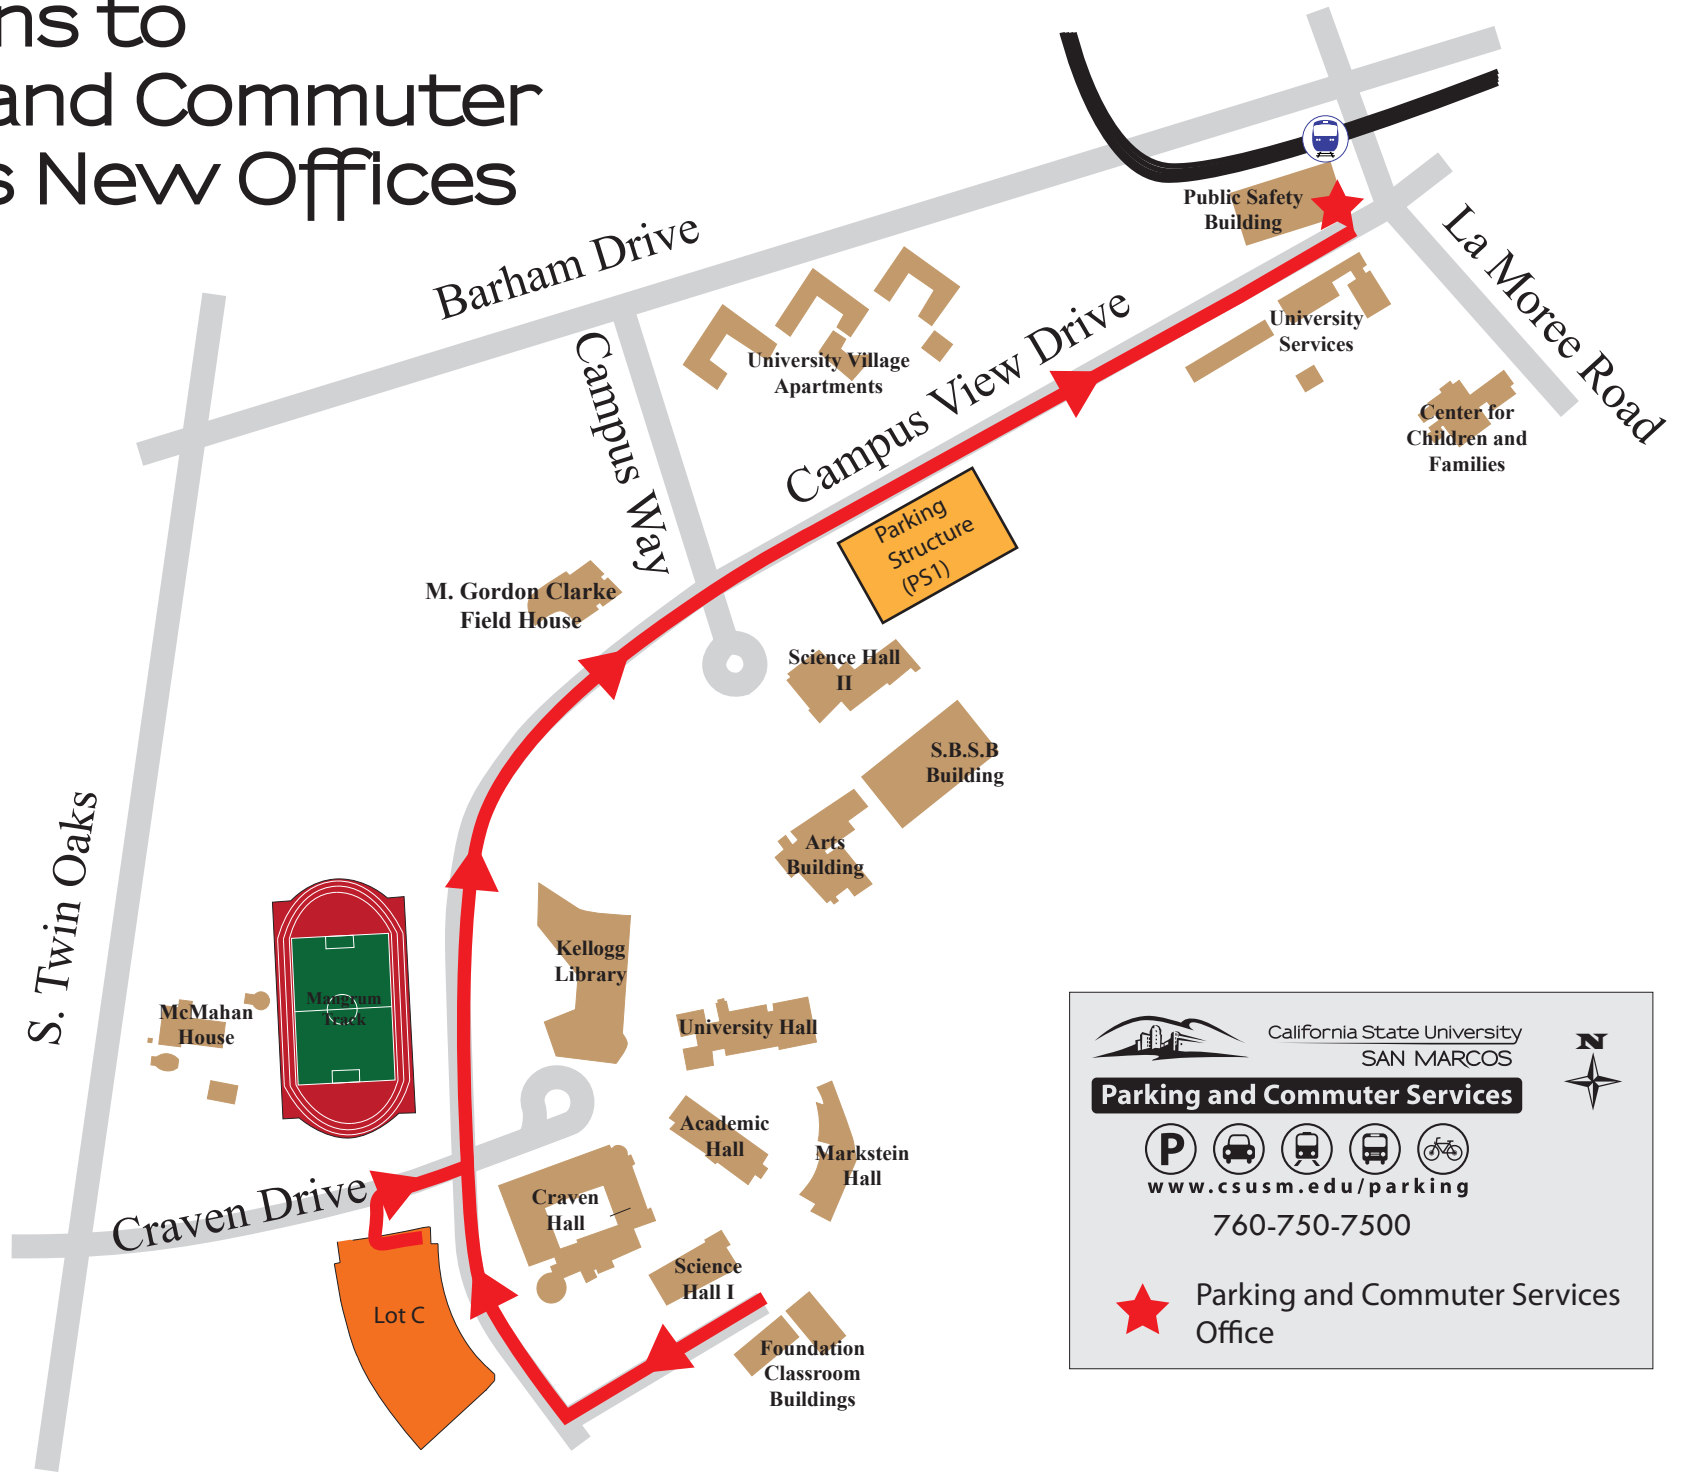 ns to
and Commuter
s New Offices
Public Safety
Building
La Moree Road
Barham Drive
University
Services
Campus Way
University Village
Apartments
Campus View Drive
Center for
Children and
Families
Parking
Structure
(PS1)
M. Gordon Clarke
Field House
Science Hall
II
S.B.S.B
Building
S. Twin Oaks
Arts
Building
Kellogg
Library
Mangrum
Track
McMahan
House
University Hall
Academic
Hall
Markstein
Hall
Craven Drive
Craven
Hall
Science
Hall I
Lot C
Foundation
Classroom
Buildings
California State University
SAN MARCOS
N
Parking and Commuter Services
P
www.csusm.edu/parking
760-750-7500
Parking and Commuter Services
Office